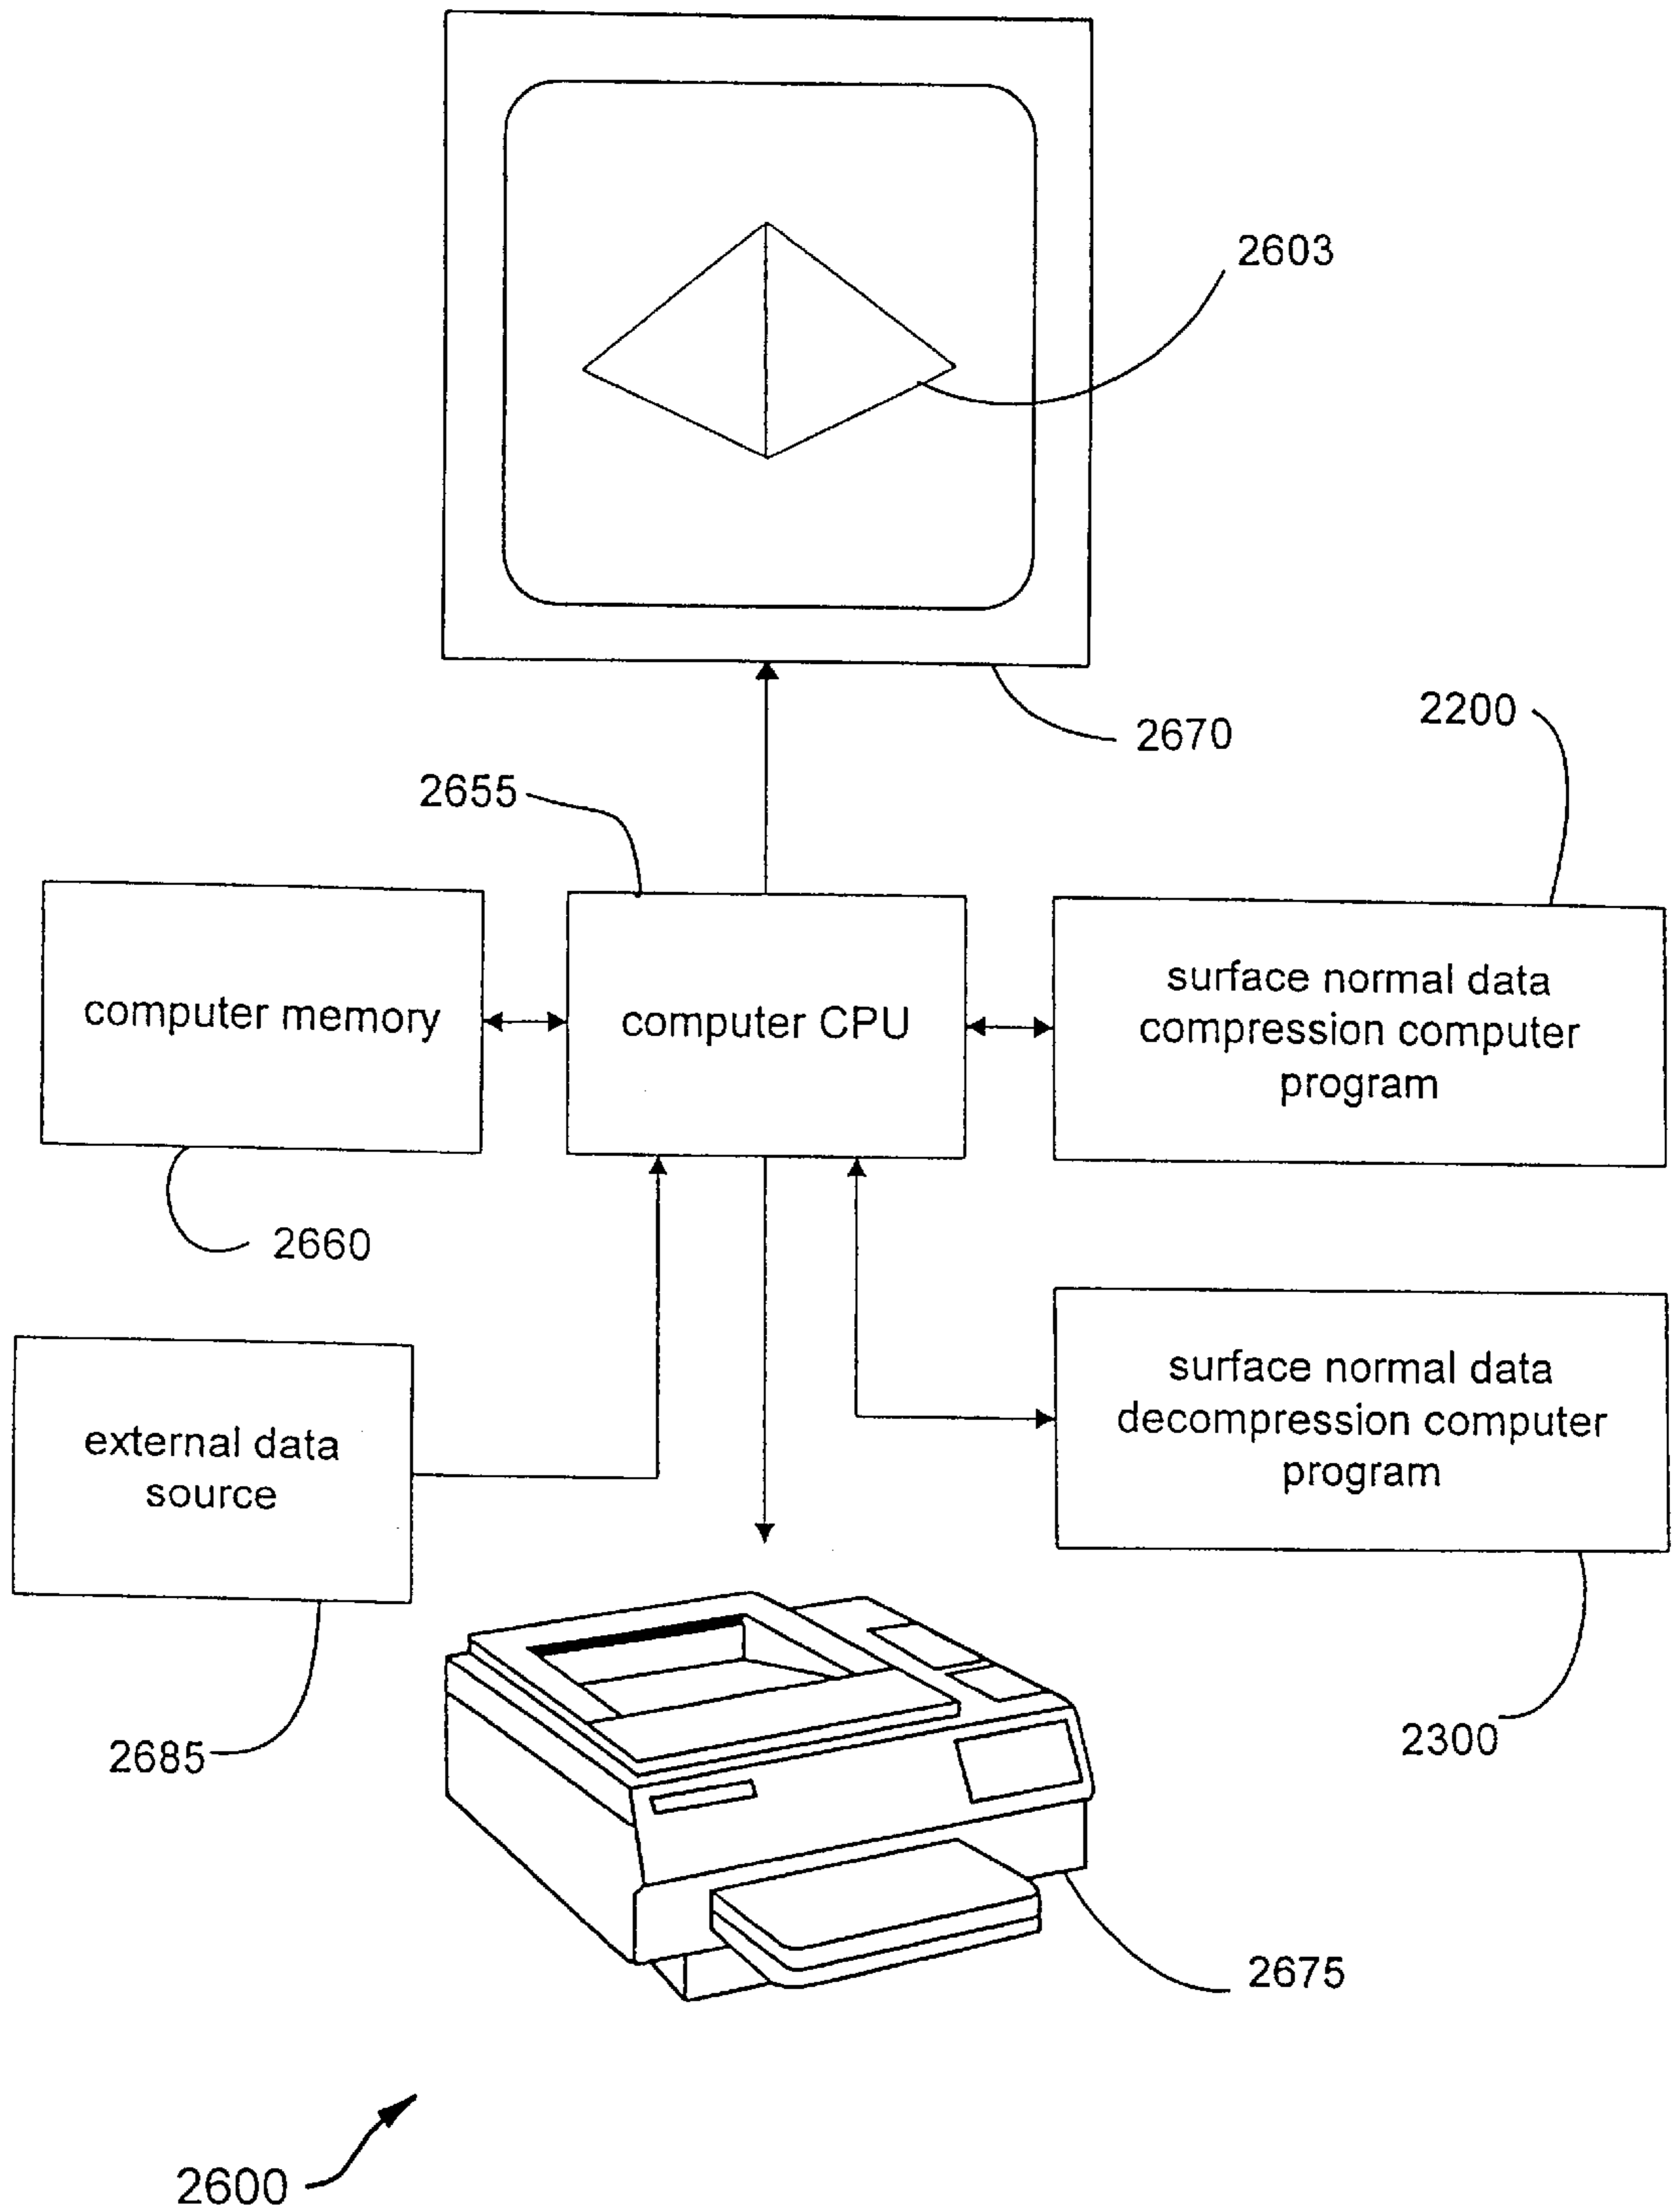 2603
2670
2200
2655
computer memory
computer CPU
surface normal data
compression computer
program
2660
external data
source
surface normal data
decompression computer
program
2685
2300
2675
2600